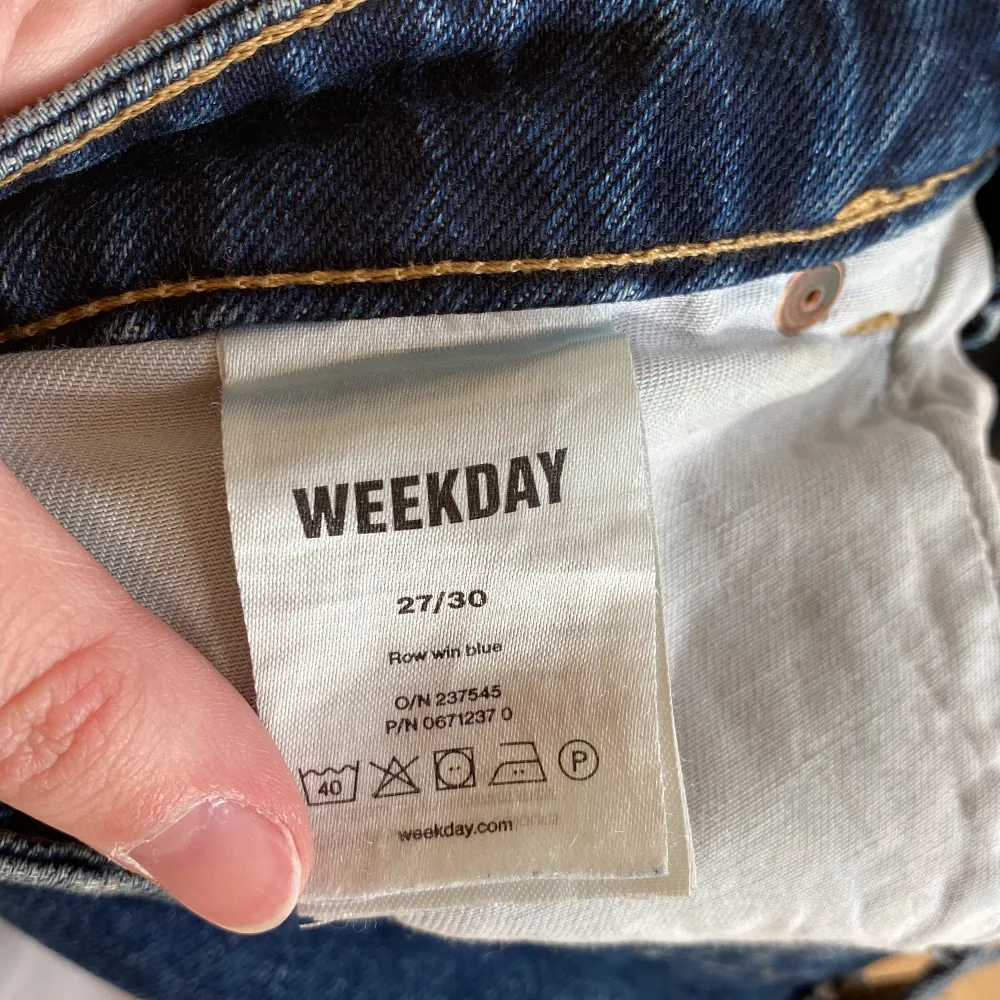 WEEKDAY
27/30
Row win blue
O/N 237545
P/N 0671237 0
40 P
weekday.com